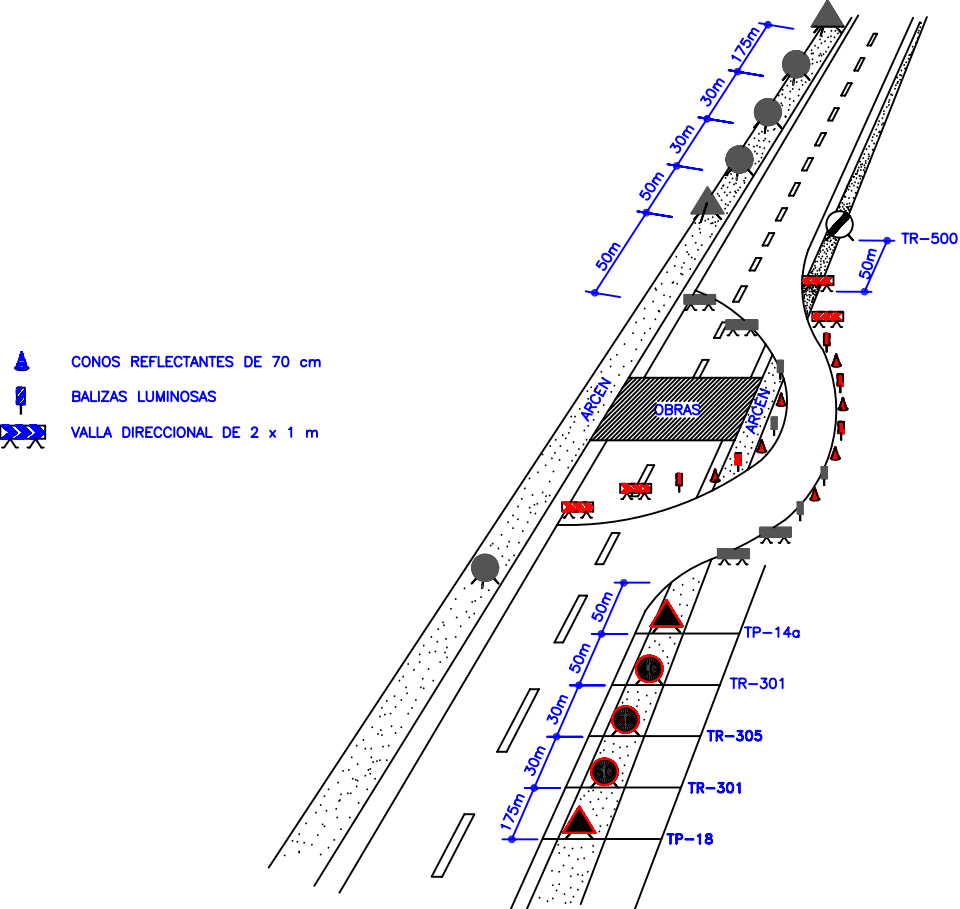 175m
30m
30m
50m
50m
TR-500
50m
CONOS REFLECTANTES DE 70 cm
BALIZAS LUMINOSAS
VALLA DIRECCIONAL DE 2 x 1 m
ARCEN
OBRAS
ARCEN
50m
TP-14a
50m
TR-301
30m
TR-305
30m
TR-301
175m
TP-18